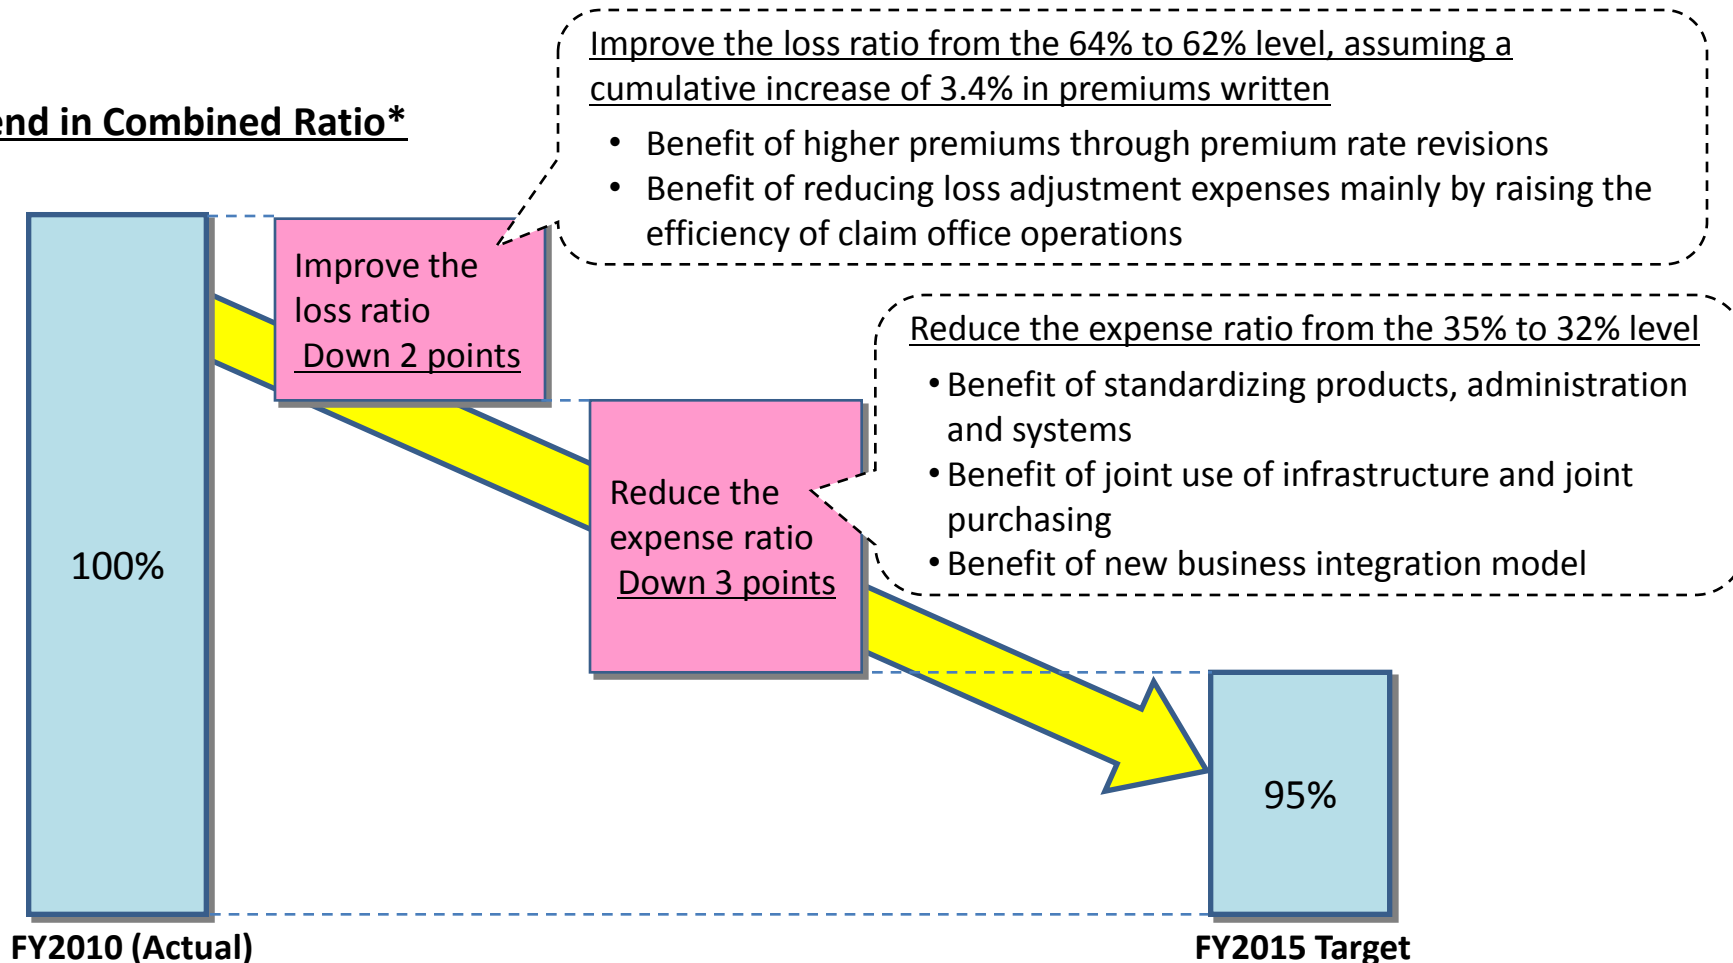 end in Combined Ratio*
Improve the loss ratio from the 64% to 62% level, assuming a
cumulative increase of 3.4% in premiums written
• Benefit of higher premiums through premium rate revisions
• Benefit of reducing loss adjustment expenses mainly by raising the
efficiency of claim office operations
Improve the
loss ratio
Down 2 points
Reduce the expense ratio from the 35% to 32% level
• Benefit of standardizing products, administration
and systems
• Benefit of joint use of infrastructure and joint
purchasing
• Benefit of new business integration model
Reduce the
expense ratio
Down 3 points
100%
95%
FY2010 (Actual)
FY2015 Target